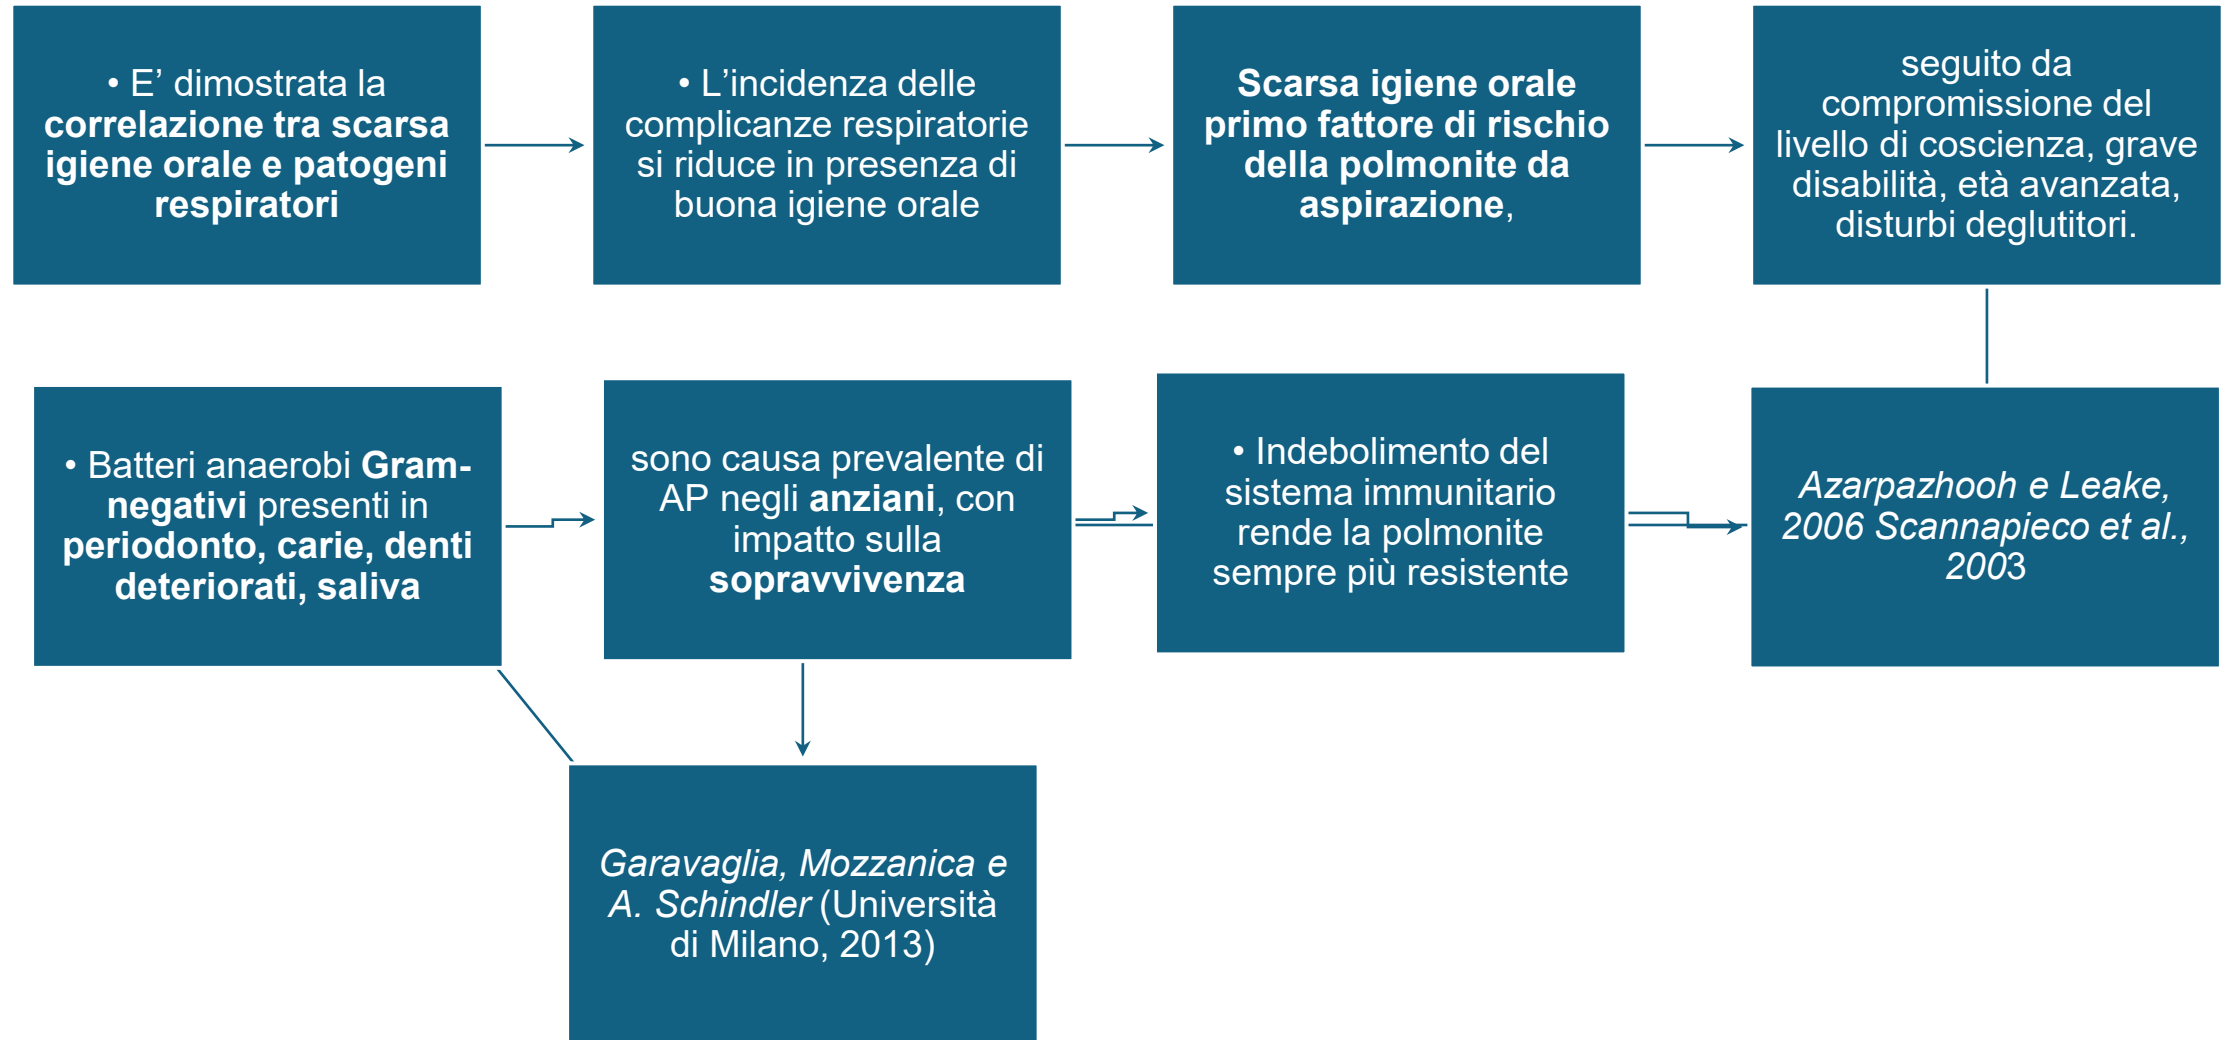 • E’ dimostrata la
correlazione tra scarsa
igiene orale e patogeni
respiratori
• L’incidenza delle
complicanze respiratorie
si riduce in presenza di
buona igiene orale
Scarsa igiene orale
primo fattore di rischio
della polmonite da
aspirazione,
seguito da
compromissione del
livello di coscienza, grave
disabilità, età avanzata,
disturbi deglutitori.
• Batteri anaerobi Gram-
negativi presenti in
periodonto, carie, denti
deteriorati, saliva
sono causa prevalente di
AP negli anziani, con
impatto sulla
sopravvivenza
• Indebolimento del
sistema immunitario
rende la polmonite
sempre più resistente
Azarpazhooh e Leake,
2006 Scannapieco et al.,
2003
Garavaglia, Mozzanica e
A. Schindler (Università
di Milano, 2013)